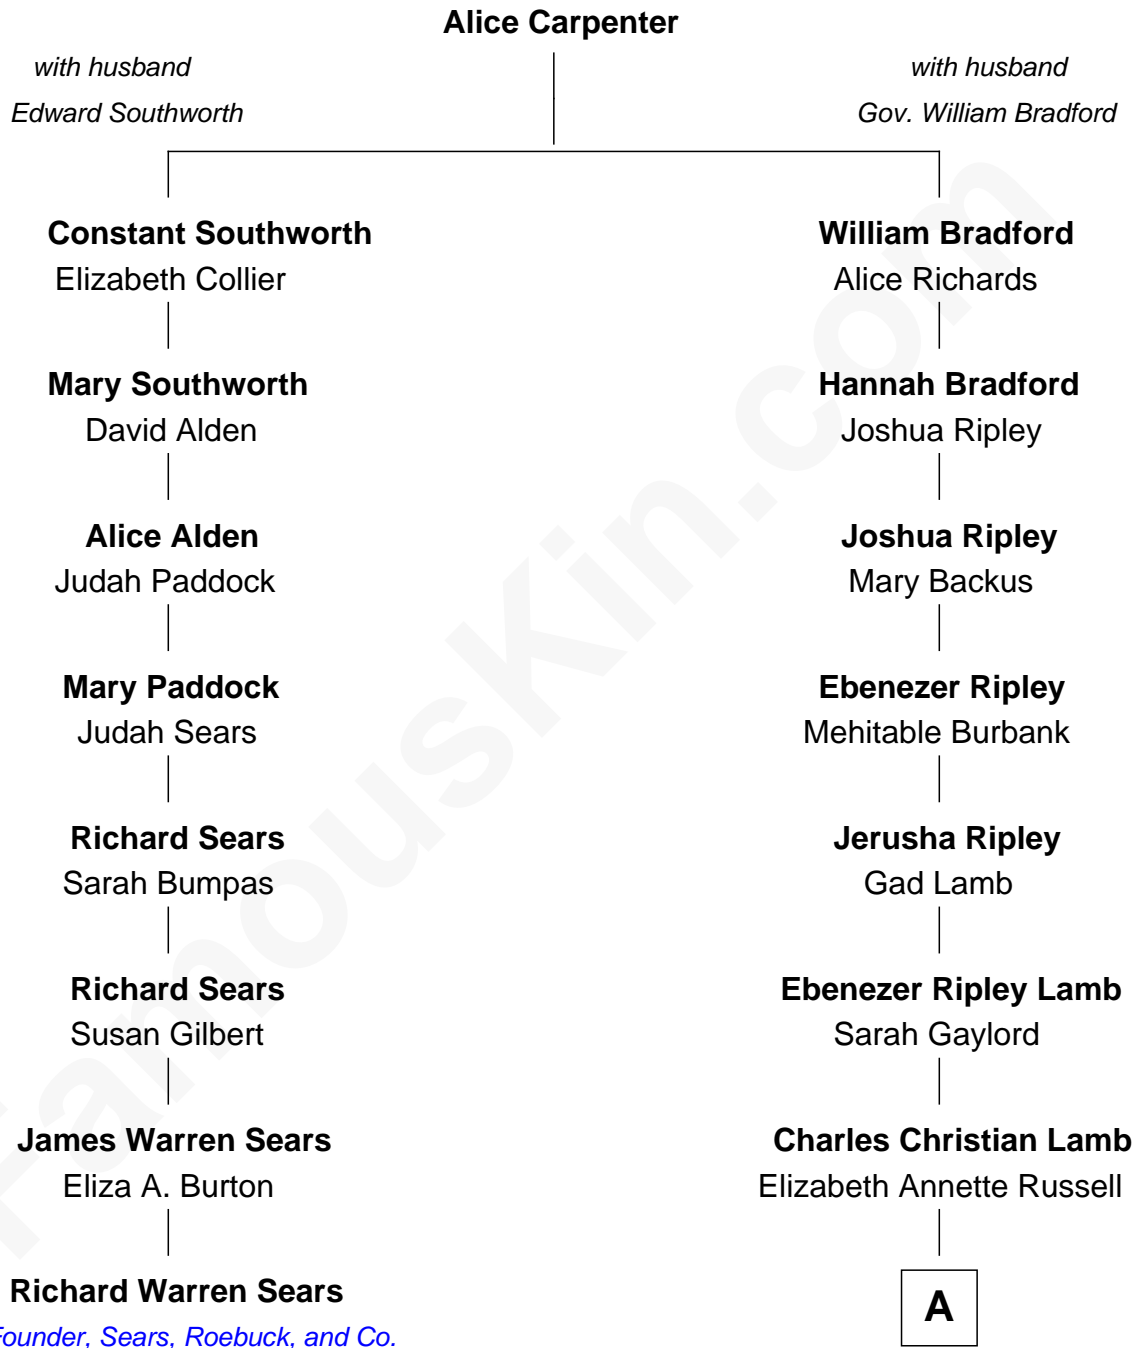 Alice Carpenter
with husband
Edward Southworth
with husband
Gov. William Bradford
Constant Southworth
Elizabeth Collier
William Bradford
Alice Richards
Mary Southworth
David Alden
Hannah Bradford
Joshua Ripley
Alice Alden
Judah Paddock
Joshua Ripley
Mary Backus
Mary Paddock
Judah Sears
Ebenezer Ripley
Mehitable Burbank
Richard Sears
Sarah Bumpas
Jerusha Ripley
Gad Lamb
Richard Sears
Susan Gilbert
Ebenezer Ripley Lamb
Sarah Gaylord
James Warren Sears
Eliza A. Burton
Charles Christian Lamb
Elizabeth Annette Russell
Richard Warren Sears
Founder, Sears, Roebuck, and Co.
A
FamousKin.com